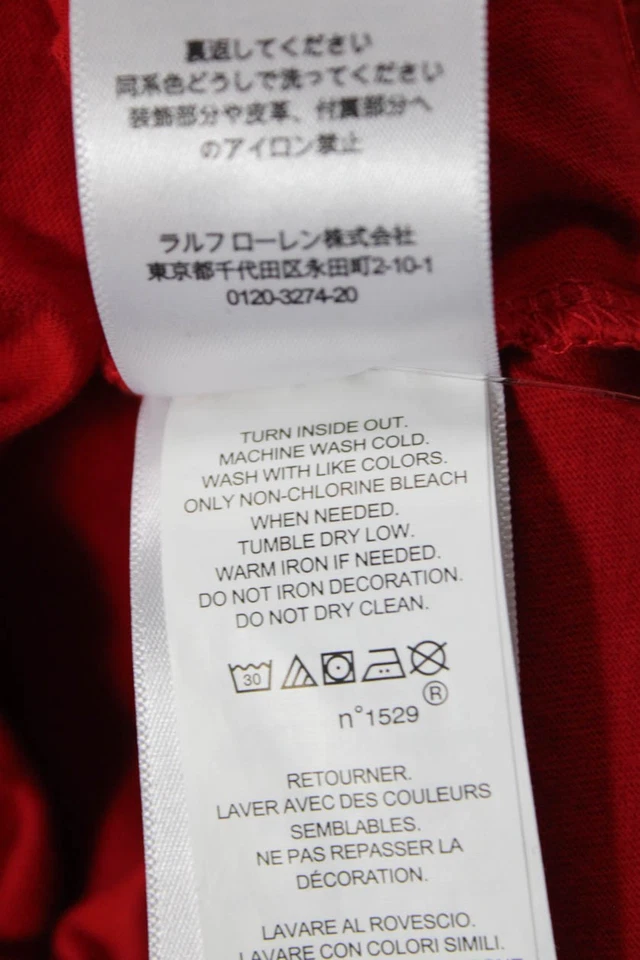 裏返してください
同系色どうしで洗ってください
装飾部分や皮革、付属部分へ
のアイロン禁止
ラルフ ローレン株式会社
東京都千代田区永田町2-10-1
0120-3274-20
TURN INSIDE OUT.
MACHINE WASH COLD.
WASH WITH LIKE COLORS.
ONLY NON-CHLORINE BLEACH
WHEN NEEDED.
TUMBLE DRY LOW.
WARM IRON IF NEEDED.
DO NOT IRON DECORATION.
DO NOT DRY CLEAN.
30
®
n°1529
RETOURNER.
LAVER AVEC DES COULEURS
SEMBLABLES.
NE PAS REPASSER LA
DÉCORATION.
LAVARE AL ROVESCIO.
LAVARE CON COLORI SIMILI.